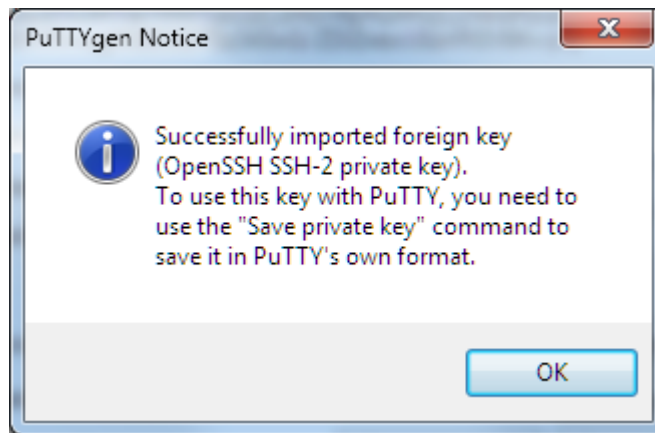 PuTTYgen Notice
Successfully imported foreign key
(OpenSSH SSH-2 private key).
To use this key with PuTTY, you need to
use the "Save private key" command to
save it in PuTTY's own format.
OK